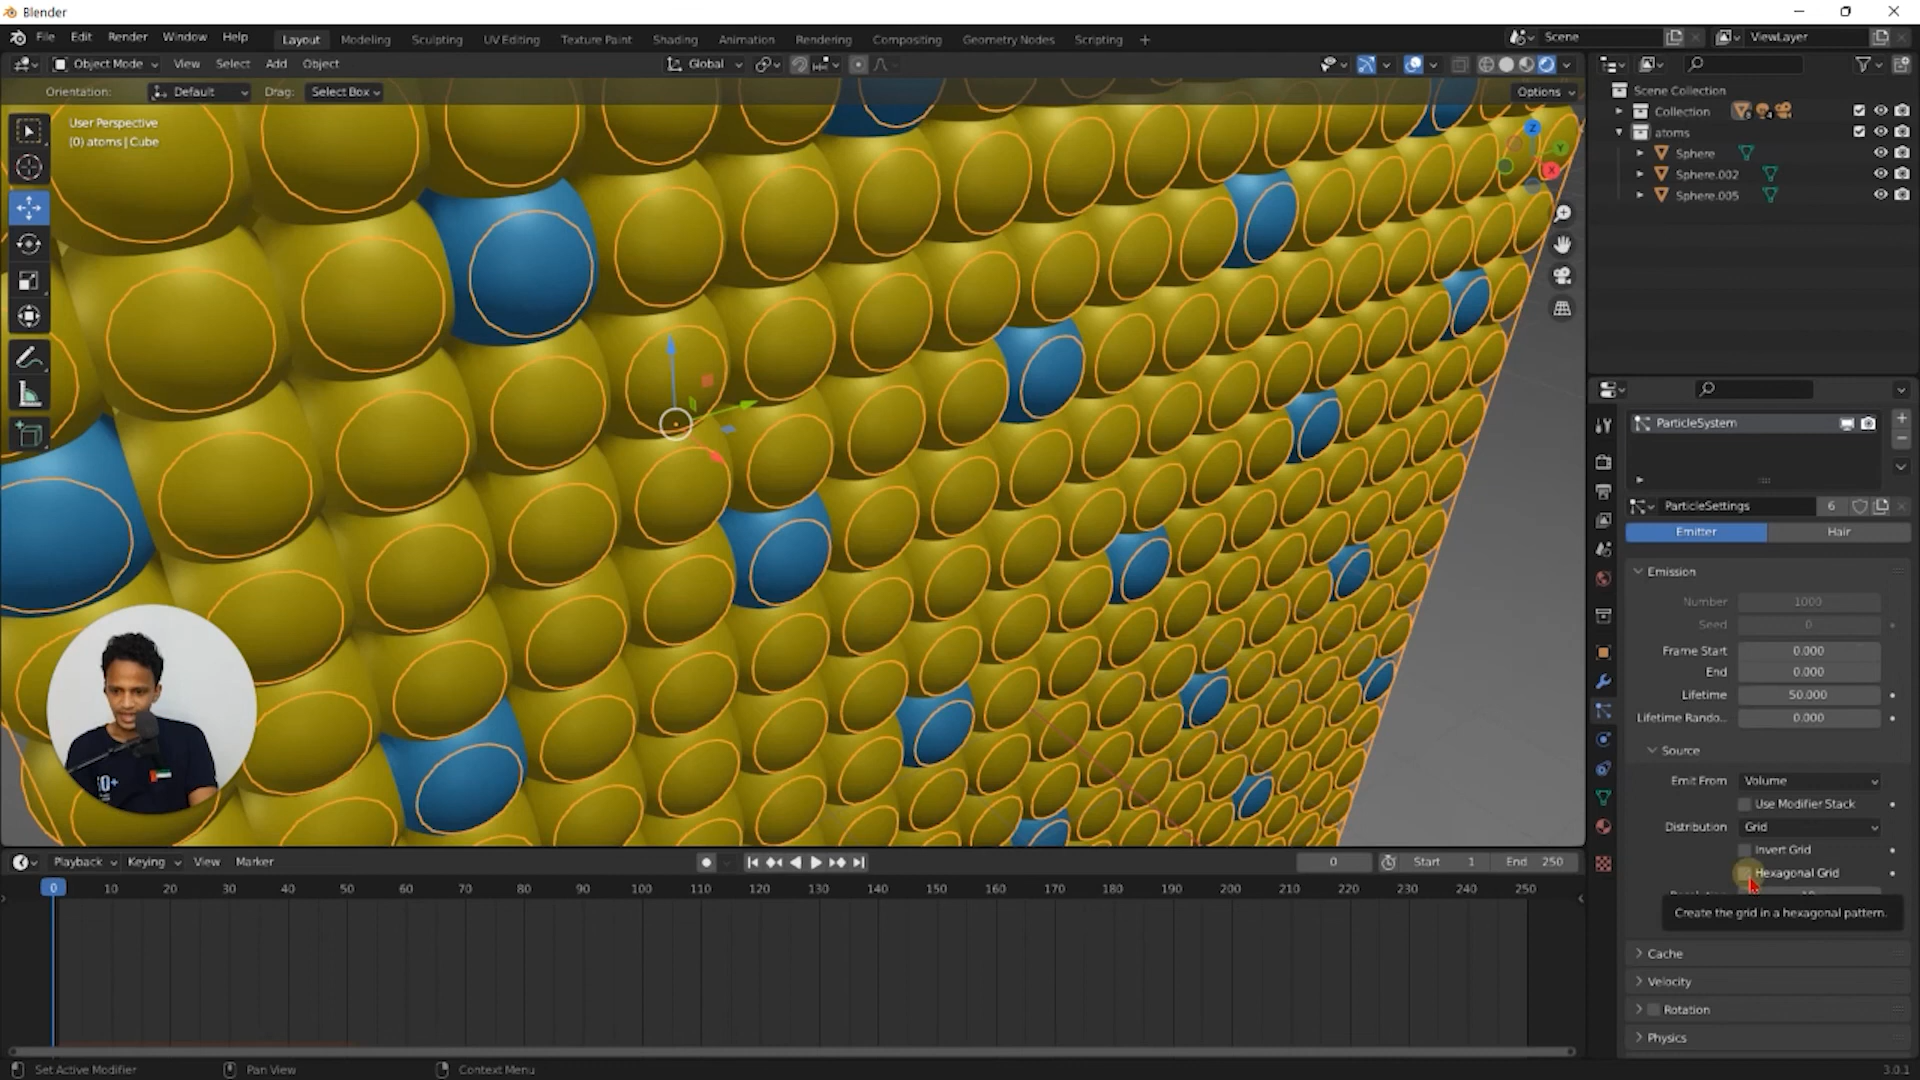 Blender
File Edit Render Window Help Layout Modeling Sculpting UV Editing Texture Paint Shading Animation Rendering Compositing Geometry Nodes Scripting + Scene ViewLayer
Object Mode View Select Add Object Global
Orientation: Default Drag: Select Box Options
User Perspective
(0) atoms | Cube
Z
Y
X
Scene Collection
Collection
atoms
Sphere
Sphere.002
Sphere.005
ParticleSystem
ParticleSettings 6
Emitter Hair
Emission
Number 1000
Seed 0
Frame Start 0.000
End 0.000
Lifetime 50.000
Lifetime Rando.. 0.000
Source
Emit From Volume
Use Modifier Stack
Distribution Grid
Invert Grid
Hexagonal Grid
Create the grid in a hexagonal pattern.
Cache
Velocity
Rotation
Physics
Playback Keying View Marker 0 Start 1 End 250
0 10 20 30 40 50 60 70 80 90 100 110 120 130 140 150 160 170 180 190 200 210 220 230 240 250
Set Active Modifier Pan View Context Menu 3.0.1